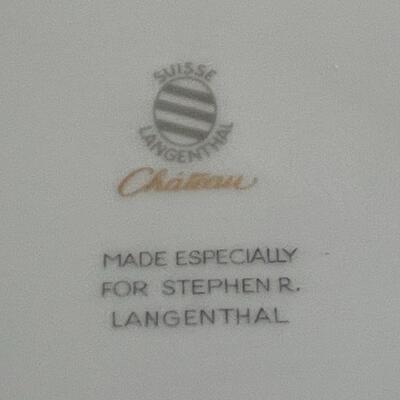 SUISSE
LANGENTHAL
Château
MADE ESPECIALLY
FOR STEPHEN R.
LANGENTHAL